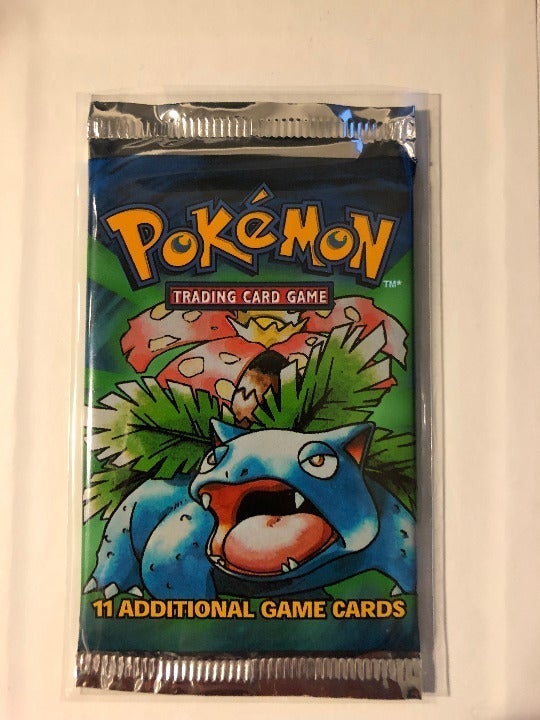 POKéMON
TM*
TRADING CARD GAME
11 ADDITIONAL GAME CARDS